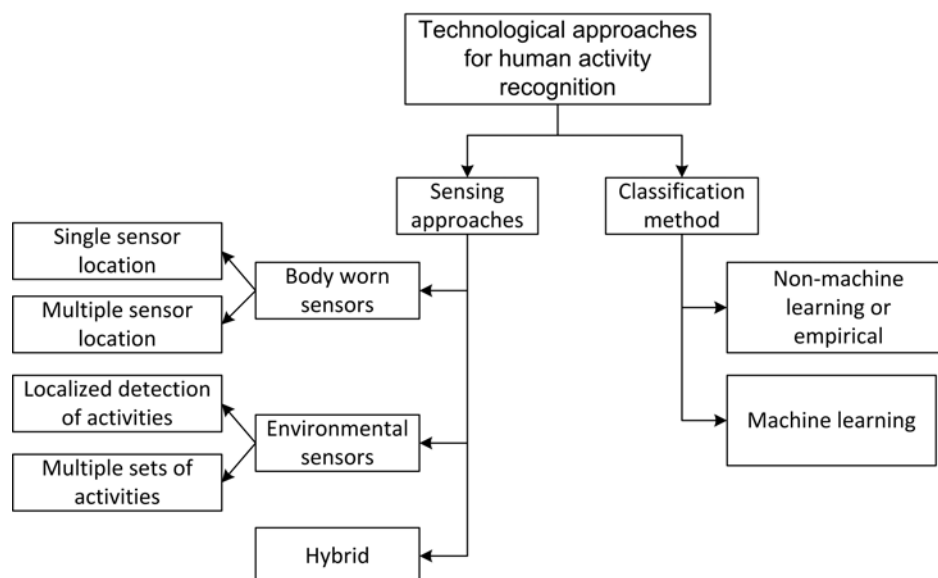 Technological approaches
for human activity
recognition
Sensing
approaches
Classification
method
Single sensor
location
Body worn
sensors
Multiple sensor
location
Non-machine
learning or
empirical
Localized detection
of activities
Environmental
sensors
Multiple sets of
activities
Machine learning
Hybrid